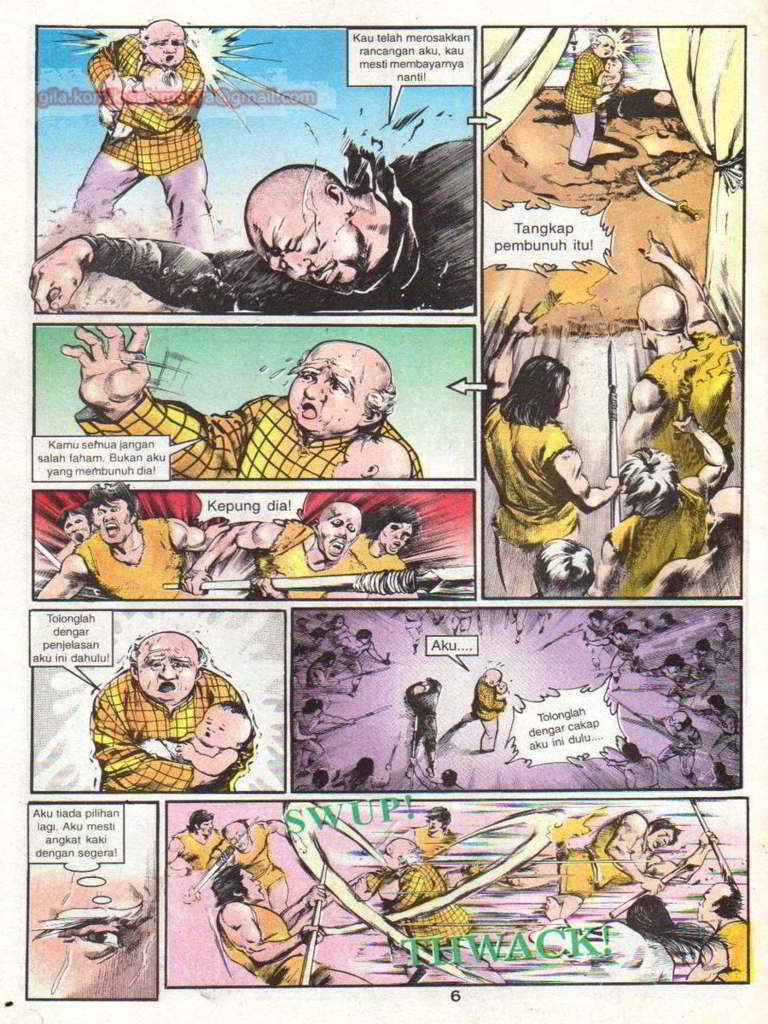 Kau telah merosakkan
rancangan aku, kau
mesti membayarnya
nanti!
Tangkap
pembunuh itu!
Kamu semua jangan
salah faham. Bukan aku
yang membunuh dia!
Kepung dia!
Tolonglah
dengar
penjelasan
aku ini dahulu!
Aku....
Tolonglah
dengar cakap
aku ini dulu....
Aku tiada pilihan
lagi. Aku mesti
angkat kaki
dengan segera!
SWUP!
THWACK!
6